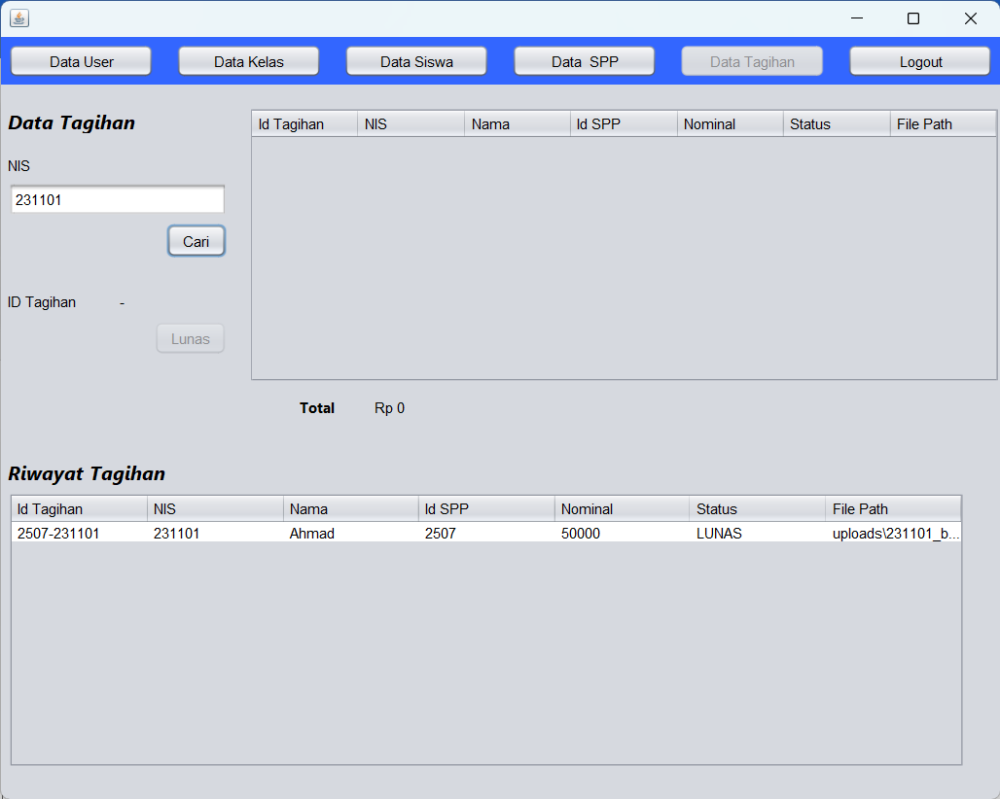 Data User Data Kelas Data Siswa Data  SPP Data Tagihan Logout
Data Tagihan
NIS
231101
Cari
ID Tagihan -
Lunas
Id Tagihan NIS Nama Id SPP Nominal Status File Path
Total Rp 0
Riwayat Tagihan
Id Tagihan NIS Nama Id SPP Nominal Status File Path
2507-231101 231101 Ahmad 2507 50000 LUNAS uploads\231101_b...